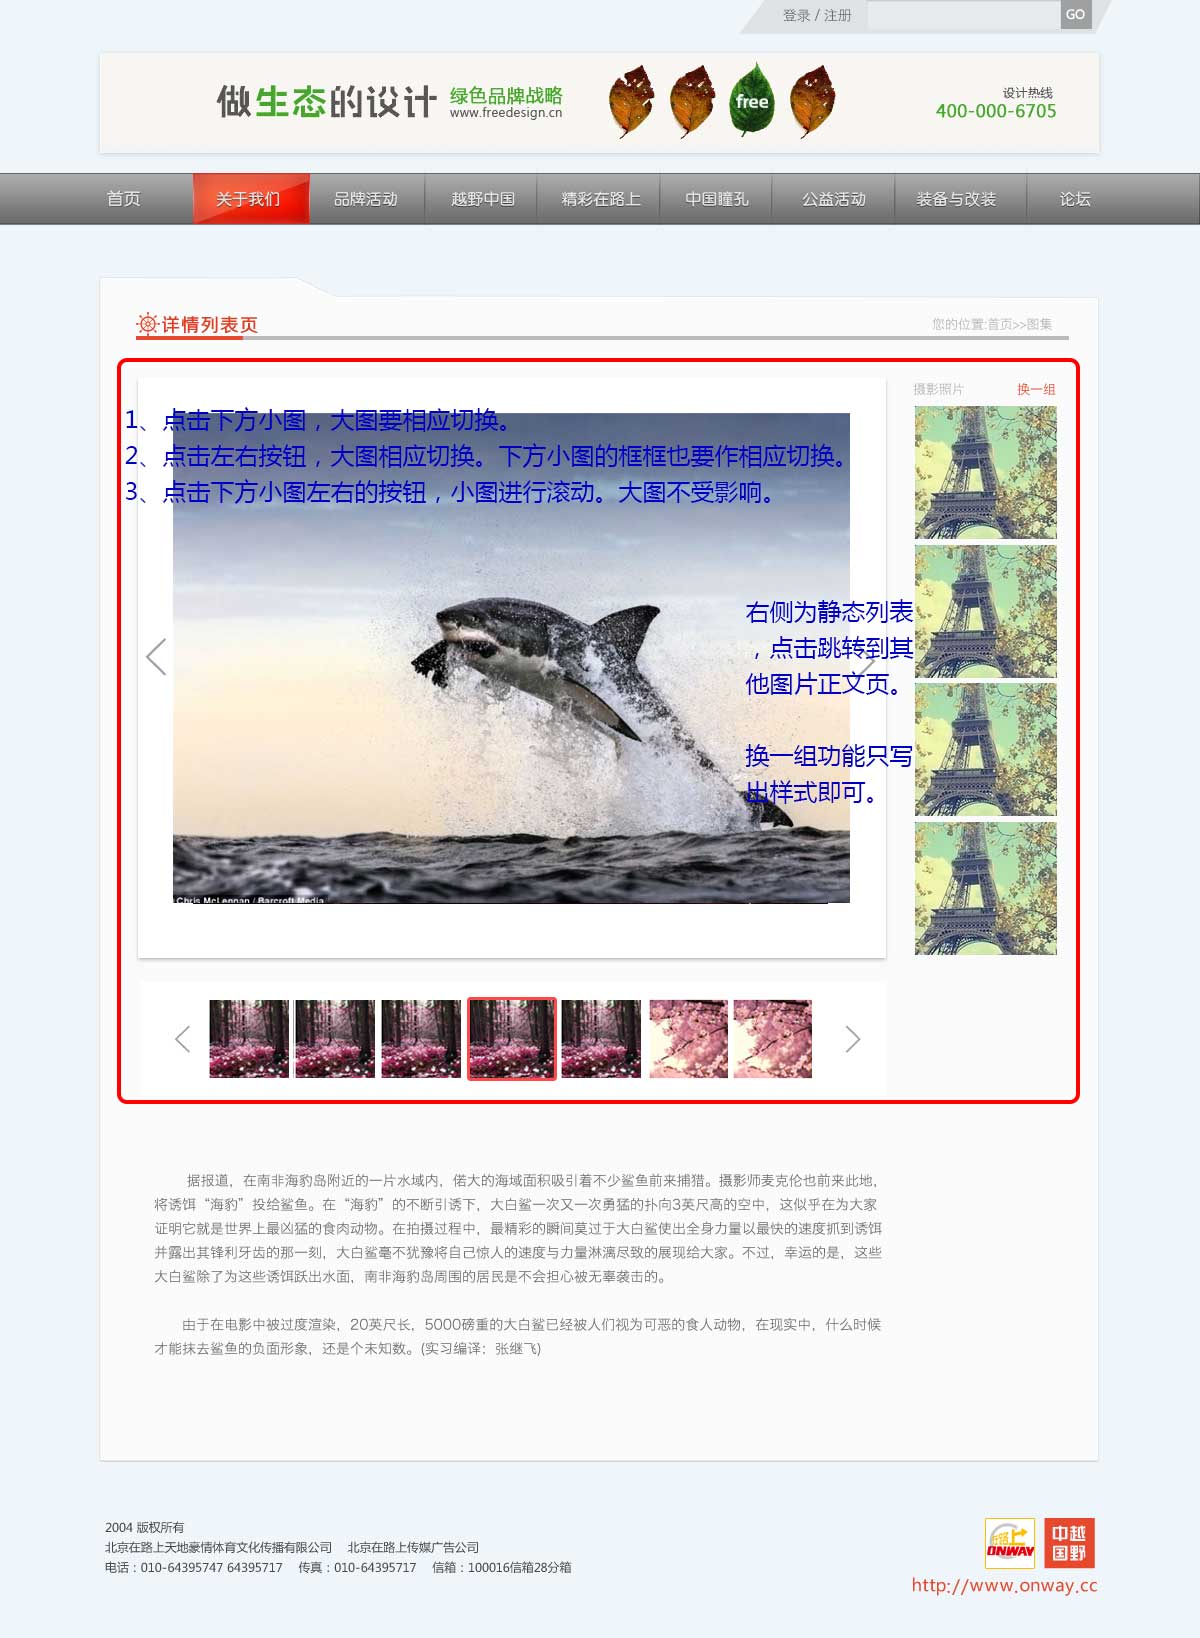 登录 / 注册
GO
做生态的设计
绿色品牌战略
www.freedesign.cn
free
设计热线
400-000-6705
首页
关于我们
品牌活动
越野中国
精彩在路上
中国瞳孔
公益活动
装备与改装
论坛
详情列表页
您的位置:首页>>图集
摄影照片
换一组
1、点击下方小图，大图要相应切换。
2、点击左右按钮，大图相应切换。下方小图的框框也要作相应切换。
3、点击下方小图左右的按钮，小图进行滚动。大图不受影响。
右侧为静态列表
，点击跳转到其
他图片正文页。
换一组功能只写
出样式即可。
Chris McLennan / Barcroft Media
据报道，在南非海豹岛附近的一片水域内，偌大的海域面积吸引着不少鲨鱼前来捕猎。摄影师麦克伦也前来此地，
将诱饵“海豹”投给鲨鱼。在“海豹”的不断引诱下，大白鲨一次又一次勇猛的扑向3英尺高的空中，这似乎在为大家
证明它就是世界上最凶猛的食肉动物。在拍摄过程中，最精彩的瞬间莫过于大白鲨使出全身力量以最快的速度抓到诱饵
并露出其锋利牙齿的那一刻，大白鲨毫不犹豫将自己惊人的速度与力量淋漓尽致的展现给大家。不过，幸运的是，这些
大白鲨除了为这些诱饵跃出水面，南非海豹岛周围的居民是不会担心被无辜袭击的。
由于在电影中被过度渲染，20英尺长，5000磅重的大白鲨已经被人们视为可恶的食人动物，在现实中，什么时候
才能抹去鲨鱼的负面形象，还是个未知数。(实习编译：张继飞)
2004 版权所有
北京在路上天地豪情体育文化传播有限公司 北京在路上传媒广告公司
电话：010-64395747 64395717 传真：010-64395717 信箱：100016信箱28分箱
在路上
ONWAY
中越
国野
http://www.onway.cc